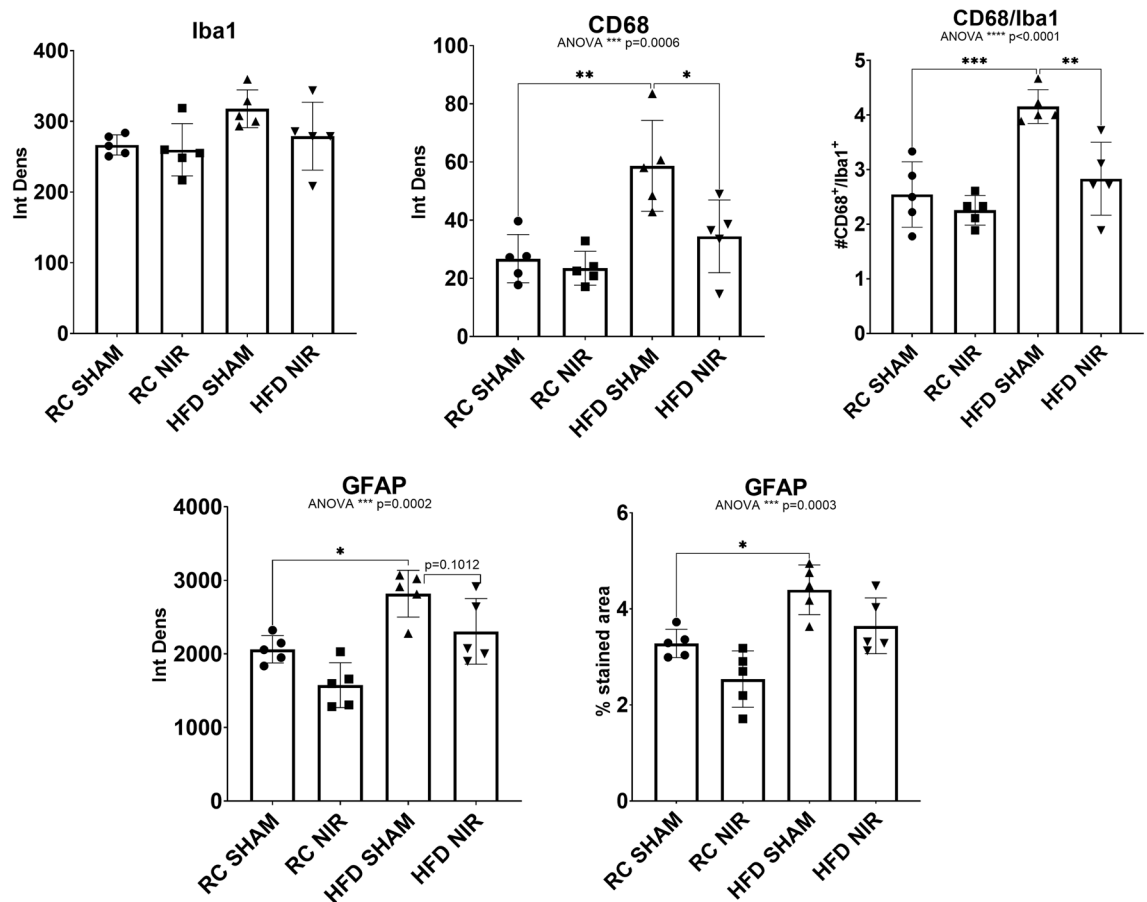 Iba1
400
300
200
100
0
Int Dens
RC SHAM
RC NIR
HFD SHAM
HFD NIR
CD68
ANOVA *** p=0.0006
** *
100
80
60
40
20
0
Int Dens
RC SHAM
RC NIR
HFD SHAM
HFD NIR
CD68/Iba1
ANOVA **** p<0.0001
*** **
5
4
3
2
1
0
#CD68⁺/Iba1⁺
RC SHAM
RC NIR
HFD SHAM
HFD NIR
GFAP
ANOVA *** p=0.0002
*
p=0.1012
4000
3000
2000
1000
0
Int Dens
RC SHAM
RC NIR
HFD SHAM
HFD NIR
GFAP
ANOVA *** p=0.0003
*
6
4
2
0
% stained area
RC SHAM
RC NIR
HFD SHAM
HFD NIR